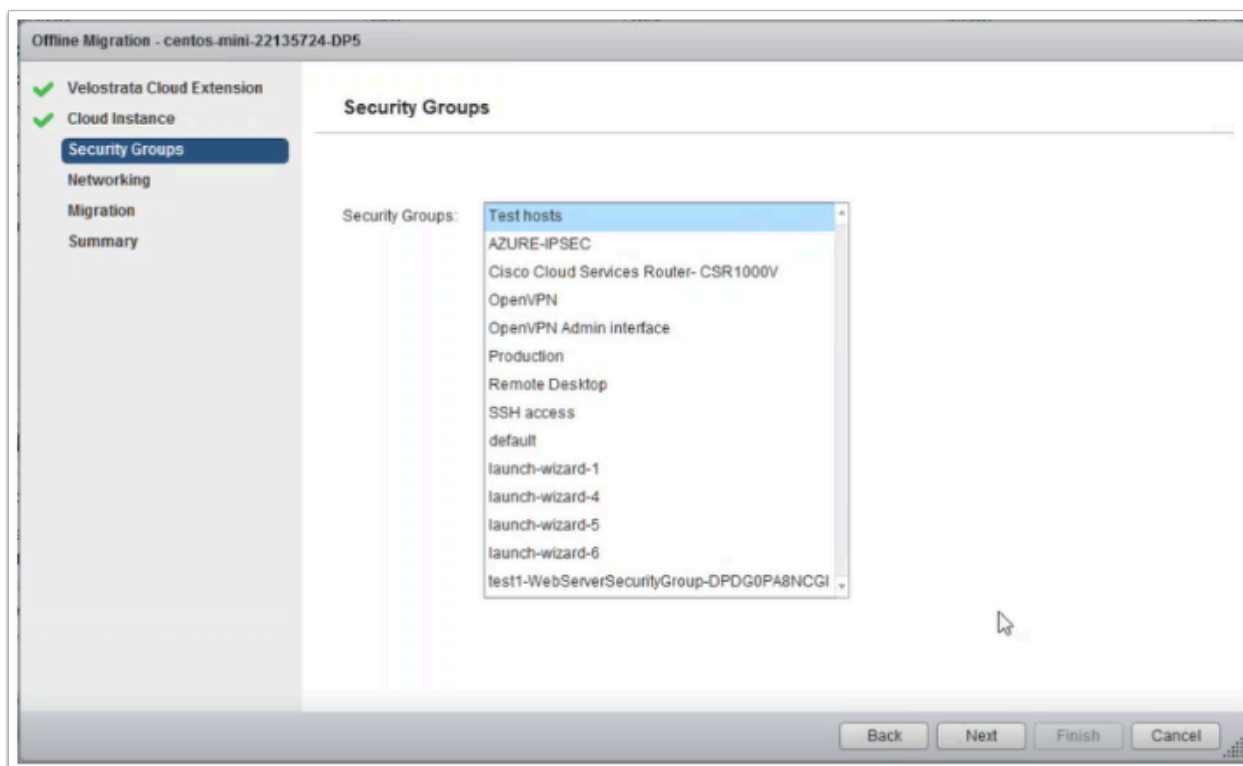 Offline Migration - centos-mini-22135724-DP5
Velostrata Cloud Extension
Cloud Instance
Security Groups
Networking
Migration
Summary
Security Groups
Security Groups:
Test hosts
AZURE-IPSEC
Cisco Cloud Services Router- CSR1000V
OpenVPN
OpenVPN Admin interface
Production
Remote Desktop
SSH access
default
launch-wizard-1
launch-wizard-4
launch-wizard-5
launch-wizard-6
test1-WebServerSecurityGroup-DPDG0PA8NCGI
Back Next Finish Cancel